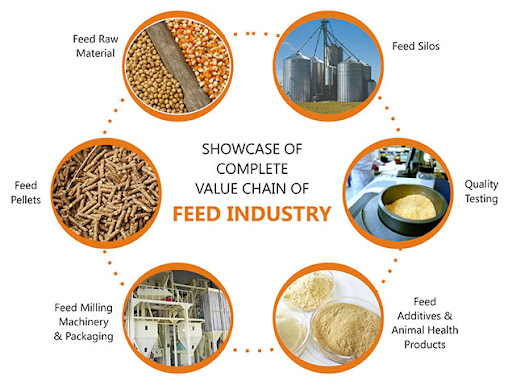 Feed Raw
Material
Feed Silos
SHOWCASE OF
COMPLETE
VALUE CHAIN OF
FEED INDUSTRY
Feed
Pellets
Quality
Testing
Feed Milling
Machinery
& Packaging
Feed
Additives &
Animal Health
Products